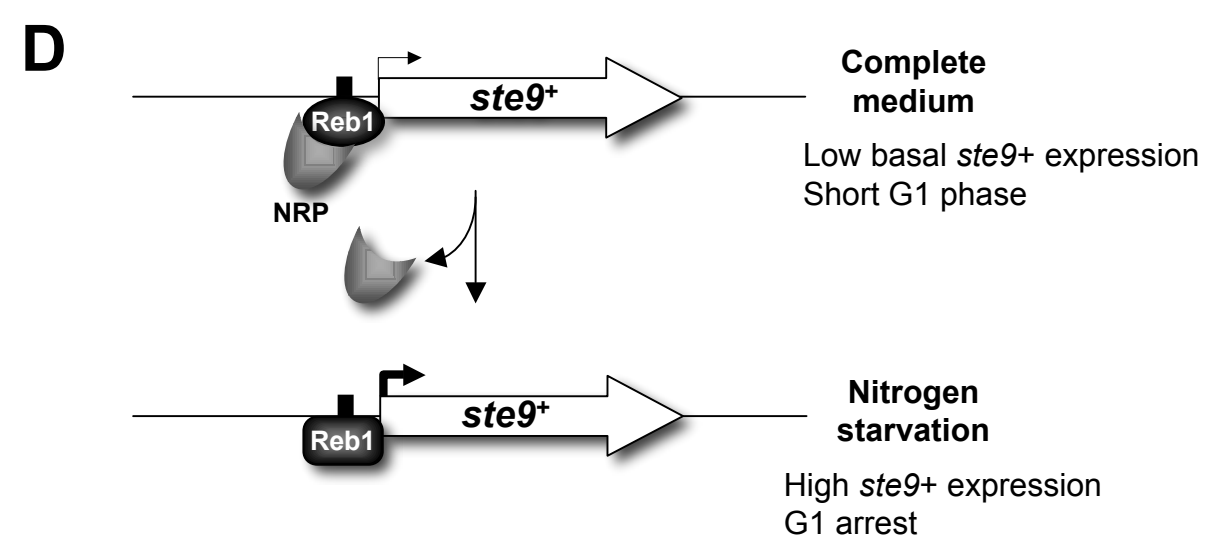 D
Complete
medium
ste9+
Reb1
Low basal ste9+ expression
Short G1 phase
NRP
Nitrogen
starvation
ste9+
Reb1
High ste9+ expression
G1 arrest